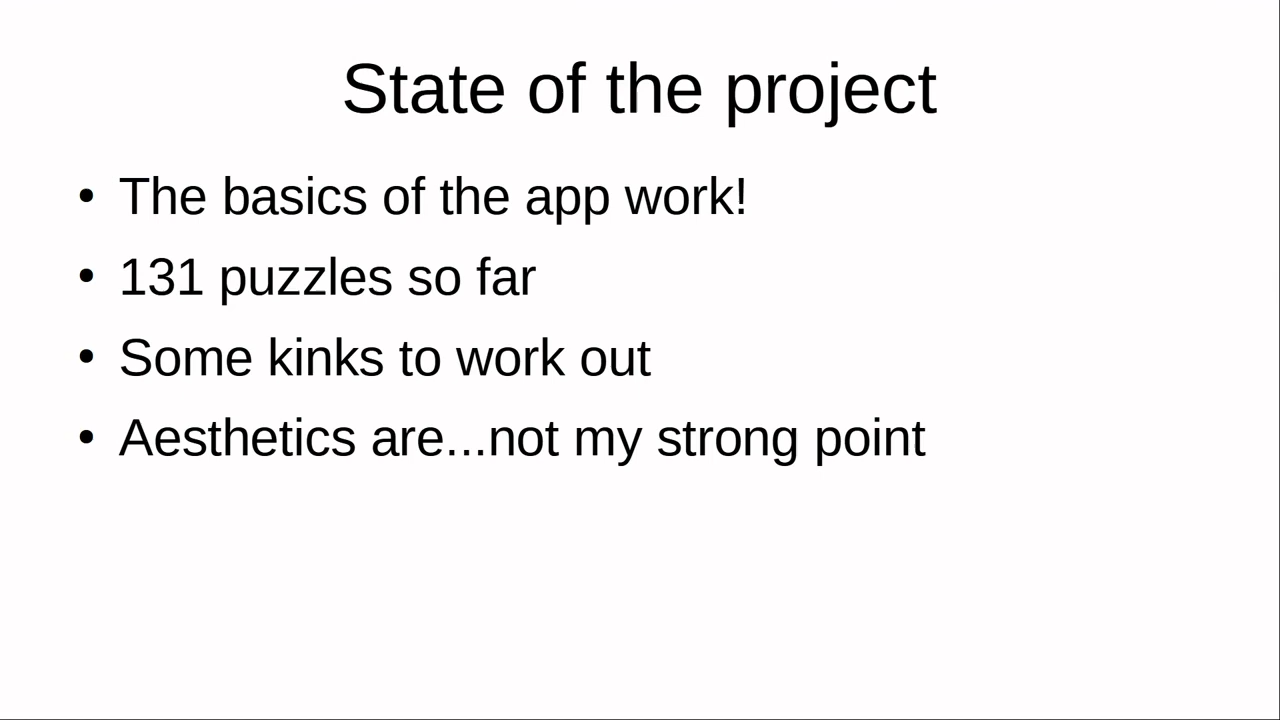 State of the project
• The basics of the app work!
• 131 puzzles so far
• Some kinks to work out
• Aesthetics are...not my strong point